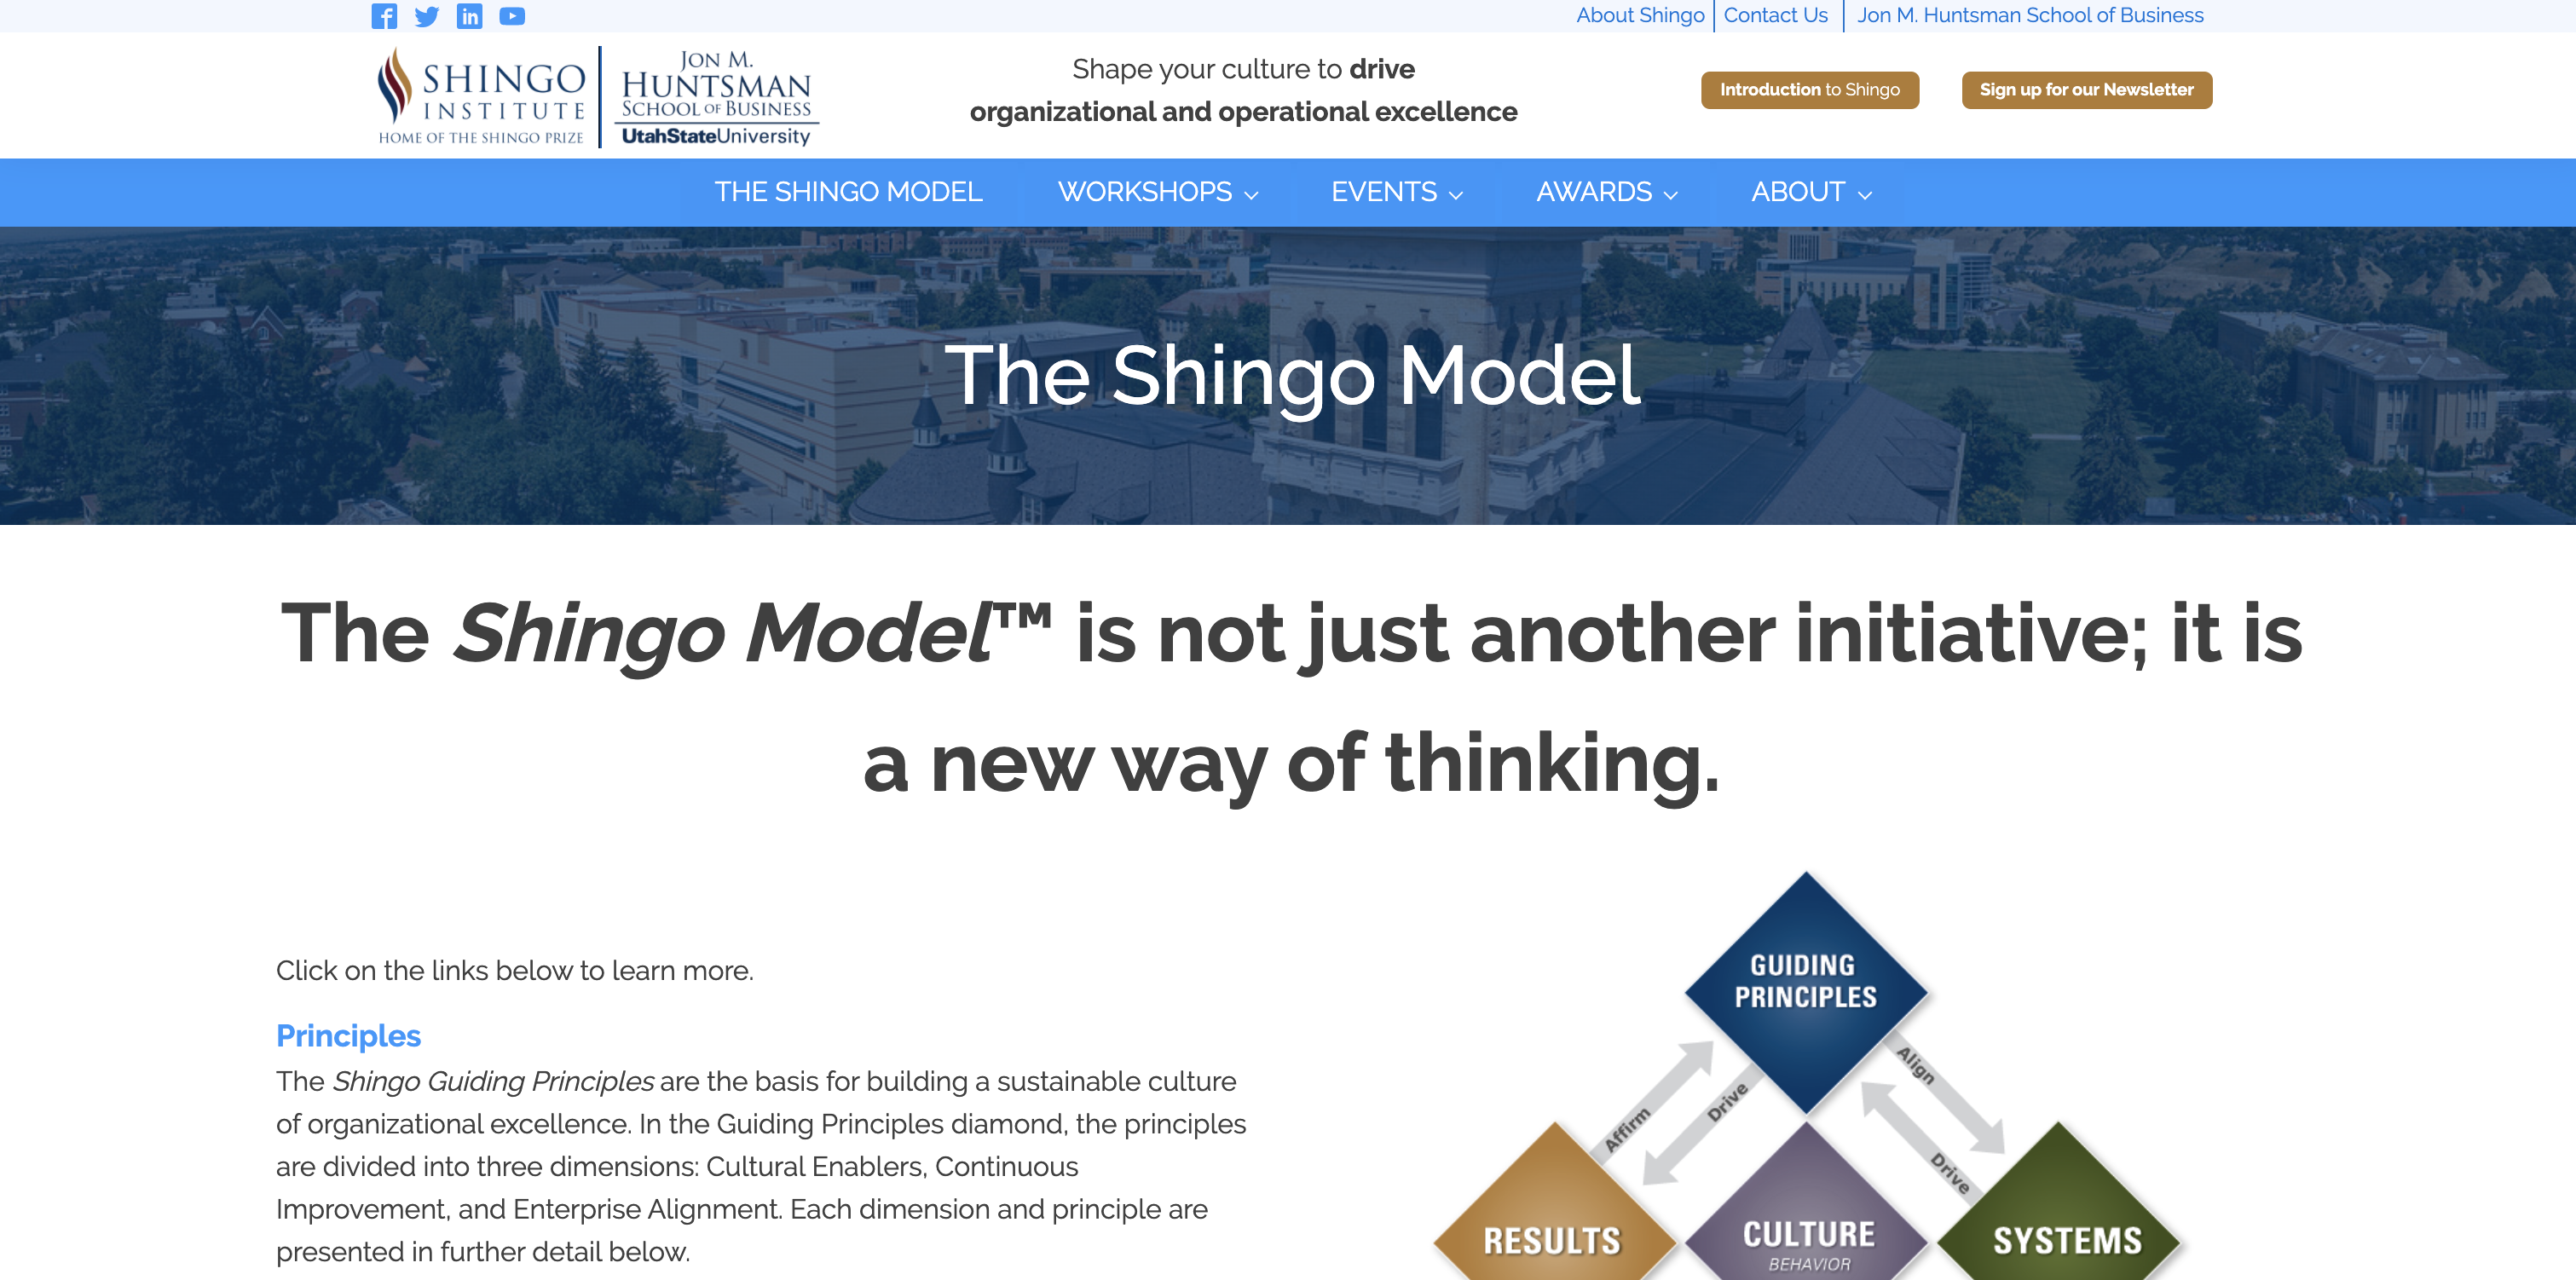 About Shingo
Contact Us
Jon M. Huntsman School of Business
SHINGO
INSTITUTE
HOME OF THE SHINGO PRIZE
JON M.
HUNTSMAN
SCHOOL OF BUSINESS
UtahStateUniversity
Shape your culture to drive
organizational and operational excellence
Introduction to Shingo
Sign up for our Newsletter
THE SHINGO MODEL
WORKSHOPS
EVENTS
AWARDS
ABOUT
The Shingo Model
The Shingo Model™ is not just another initiative; it is
a new way of thinking.
Click on the links below to learn more.
Principles
The Shingo Guiding Principles are the basis for building a sustainable culture
of organizational excellence. In the Guiding Principles diamond, the principles
are divided into three dimensions: Cultural Enablers, Continuous
Improvement, and Enterprise Alignment. Each dimension and principle are
presented in further detail below.
GUIDING
PRINCIPLES
Affirm
Drive
Align
Drive
RESULTS
CULTURE
BEHAVIOR
SYSTEMS